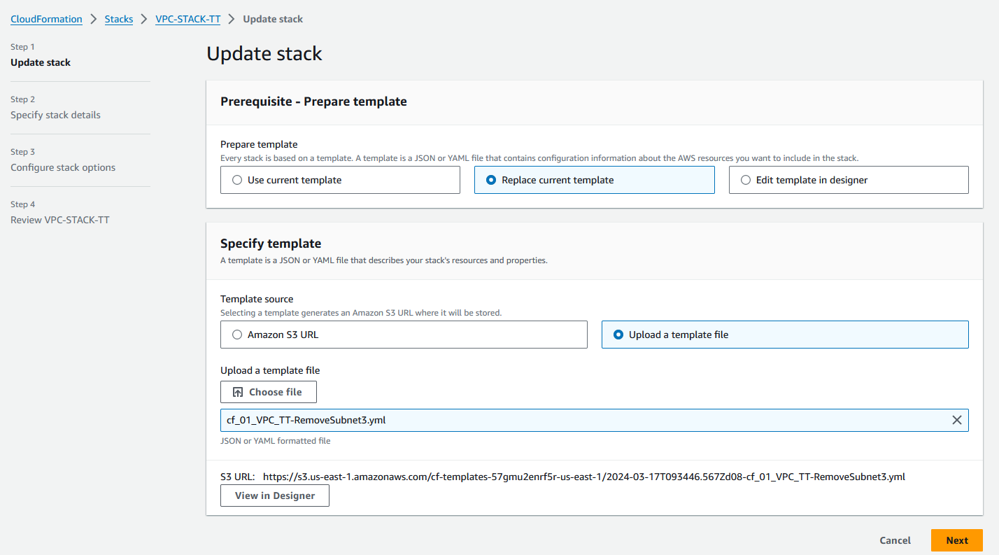 CloudFormation > Stacks > VPC-STACK-TT > Update stack
Step 1
Update stack
Step 2
Specify stack details
Step 3
Configure stack options
Step 4
Review VPC-STACK-TT
Update stack
Prerequisite - Prepare template
Prepare template
Every stack is based on a template. A template is a JSON or YAML file that contains configuration information about the AWS resources you want to include in the stack.
Use current template
Replace current template
Edit template in designer
Specify template
A template is a JSON or YAML file that describes your stack's resources and properties.
Template source
Selecting a template generates an Amazon S3 URL where it will be stored.
Amazon S3 URL
Upload a template file
Upload a template file
Choose file
cf_01_VPC_TT-RemoveSubnet3.yml
JSON or YAML formatted file
S3 URL: https://s3.us-east-1.amazonaws.com/cf-templates-57gmu2enrf5r-us-east-1/2024-03-17T093446.567Zd08-cf_01_VPC_TT-RemoveSubnet3.yml
View in Designer
Cancel
Next